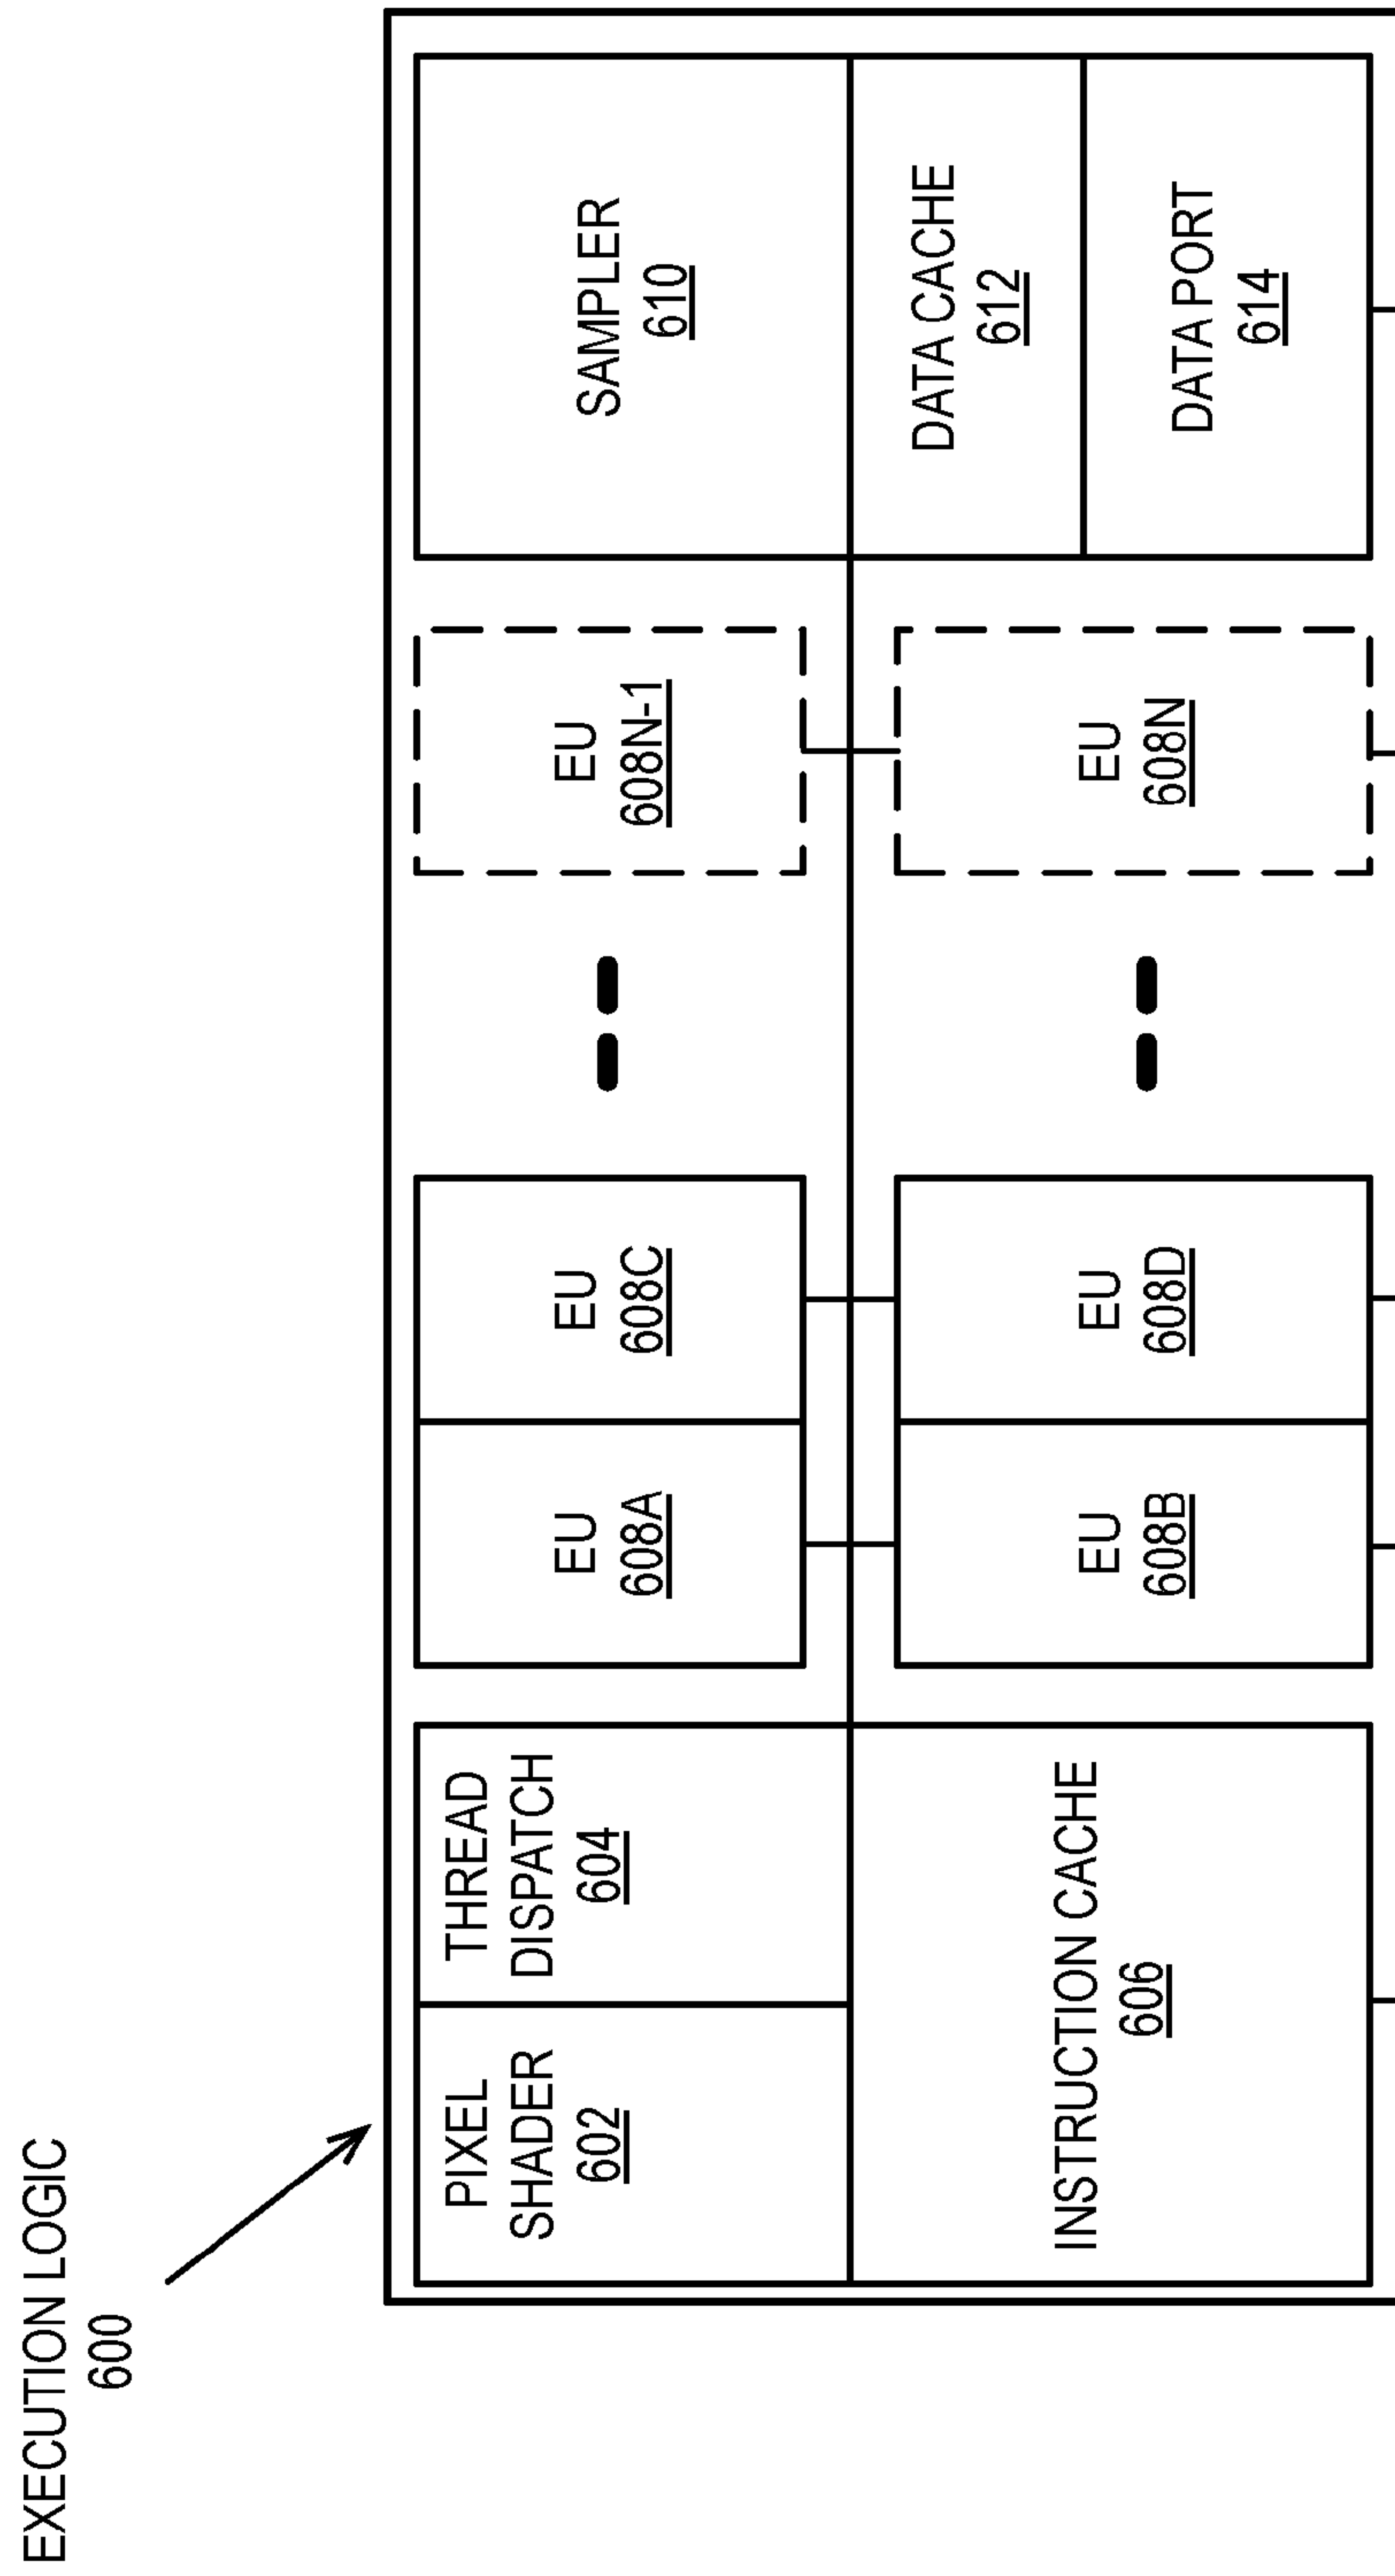 EXECUTION LOGIC
600
PIXEL
SHADER
602
THREAD
DISPATCH
604
INSTRUCTION CACHE
606
EU
608A
EU
608C
EU
608B
EU
608D
EU
608N-1
EU
608N
SAMPLER
610
DATA CACHE
612
DATA PORT
614